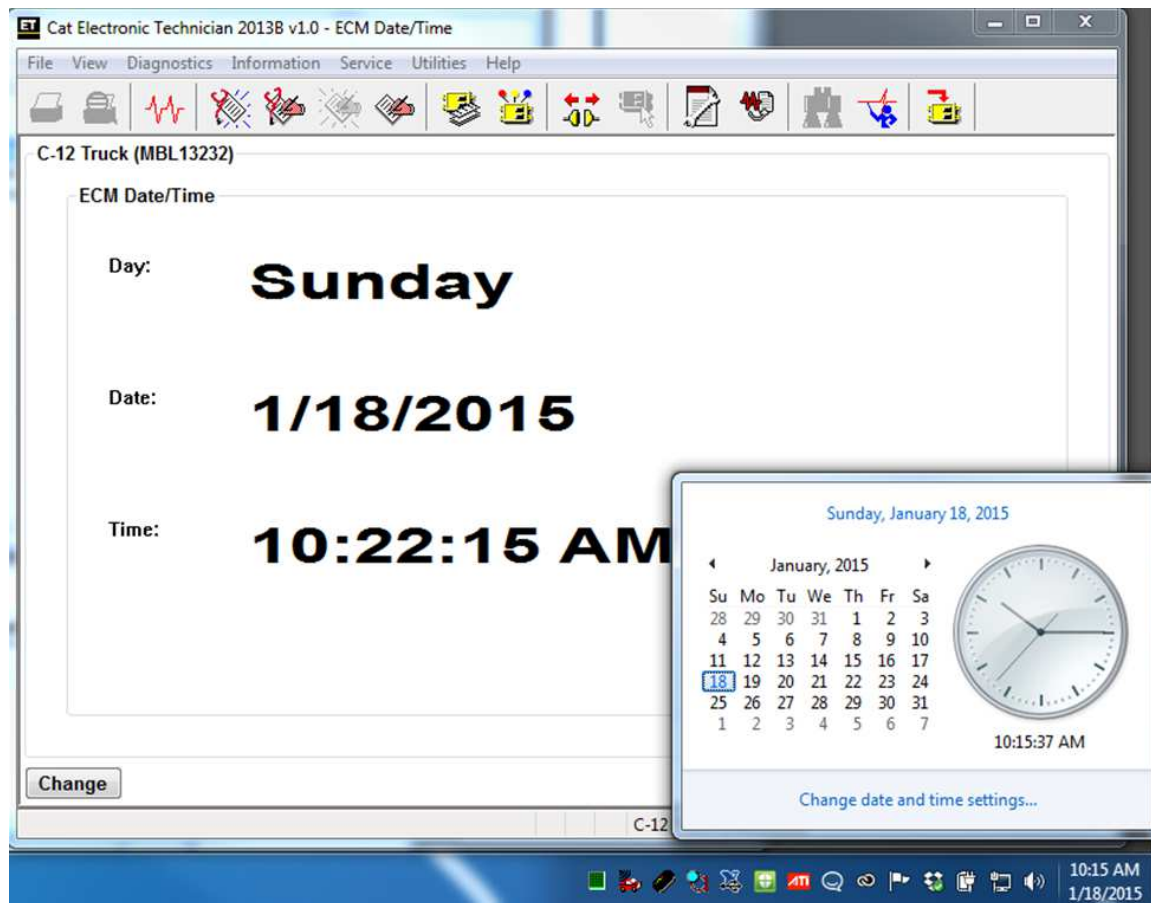 ET Cat Electronic Technician 2013B v1.0 - ECM Date/Time
File View Diagnostics Information Service Utilities Help
C-12 Truck (MBL13232)
ECM Date/Time
Day: Sunday
Date: 1/18/2015
Time: 10:22:15 AM
Change
C-12
Sunday, January 18, 2015
January, 2015
Su Mo Tu We Th Fr Sa
28 29 30 31 1 2 3
4 5 6 7 8 9 10
11 12 13 14 15 16 17
18 19 20 21 22 23 24
25 26 27 28 29 30 31
1 2 3 4 5 6 7
10:15:37 AM
Change date and time settings...
ATI
10:15 AM
1/18/2015